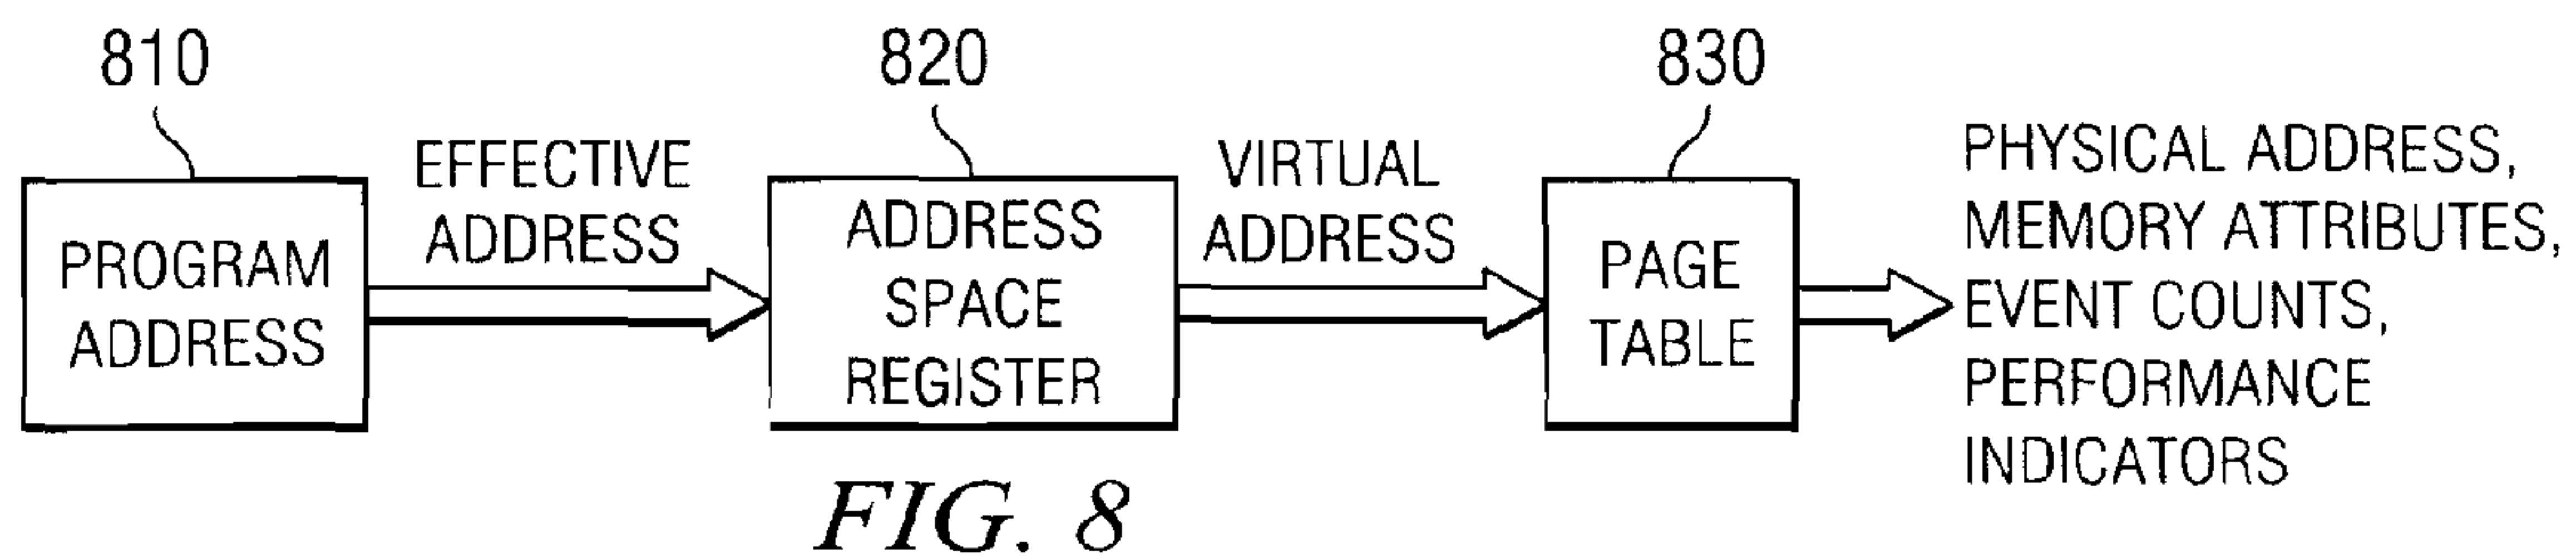 810
820
830
PROGRAM
ADDRESS
EFFECTIVE
ADDRESS
ADDRESS
SPACE
REGISTER
VIRTUAL
ADDRESS
PAGE
TABLE
PHYSICAL ADDRESS,
MEMORY ATTRIBUTES,
EVENT COUNTS,
PERFORMANCE
INDICATORS
FIG. 8